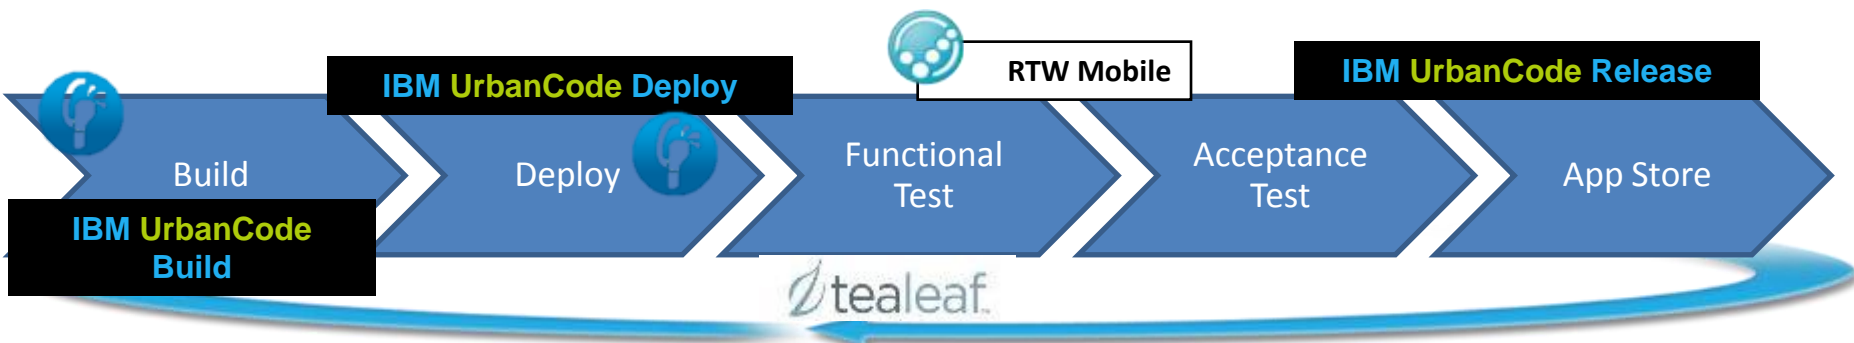 IBM UrbanCode Deploy
RTW Mobile
IBM UrbanCode Release
Build
Deploy
Functional
Test
Acceptance
Test
App Store
IBM UrbanCode
Build
tealeaf